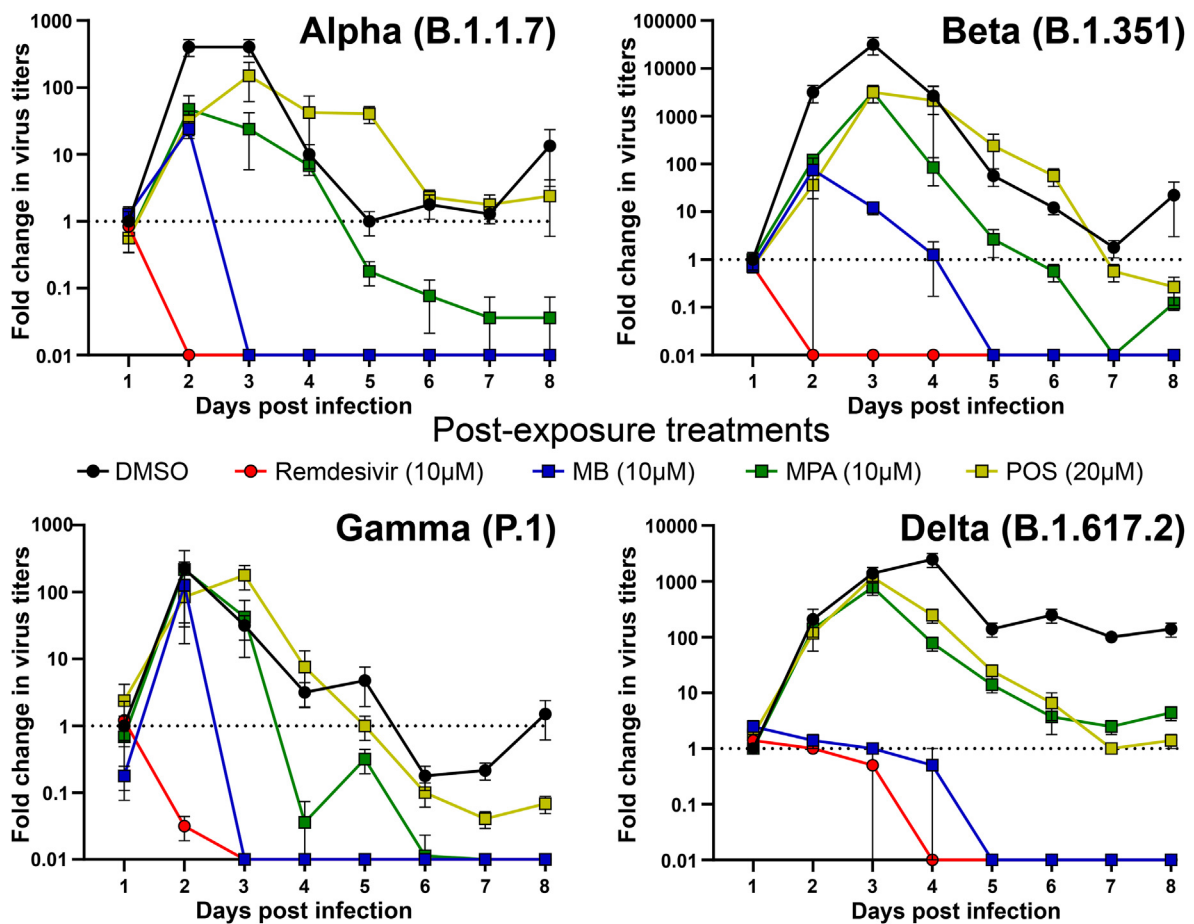 Alpha (B.1.1.7)
Fold change in virus titers
1000
100
10
1
0.1
0.01
1 2 3 4 5 6 7 8
Days post infection
Beta (B.1.351)
Fold change in virus titers
100000
10000
1000
100
10
1
0.1
0.01
1 2 3 4 5 6 7 8
Days post infection
Post-exposure treatments
DMSO Remdesivir (10µM) MB (10µM) MPA (10µM) POS (20µM)
Gamma (P.1)
Fold change in virus titers
1000
100
10
1
0.1
0.01
1 2 3 4 5 6 7 8
Days post infection
Delta (B.1.617.2)
Fold change in virus titers
10000
1000
100
10
1
0.1
0.01
1 2 3 4 5 6 7 8
Days post infection